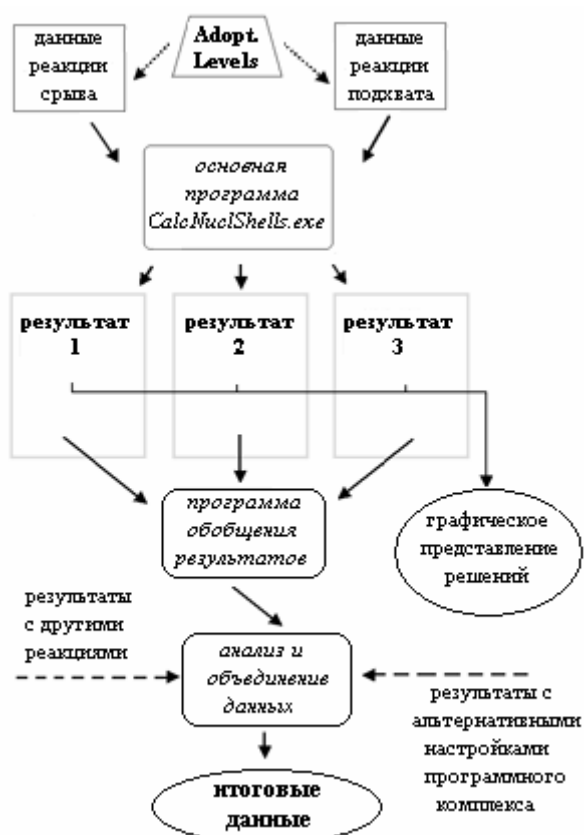 данные
реакции
срыва
Adopt.
Levels
данные
реакции
подхвата
основная
программа
CalcNuclShells.exe
результат
1
результат
2
результат
3
программа
обобщения
результатов
графическое
представление
решений
результаты
с другими
реакциями
анализ и
объединение
данных
результаты с
альтернативными
настройками
программного
комплекса
итоговые
данные